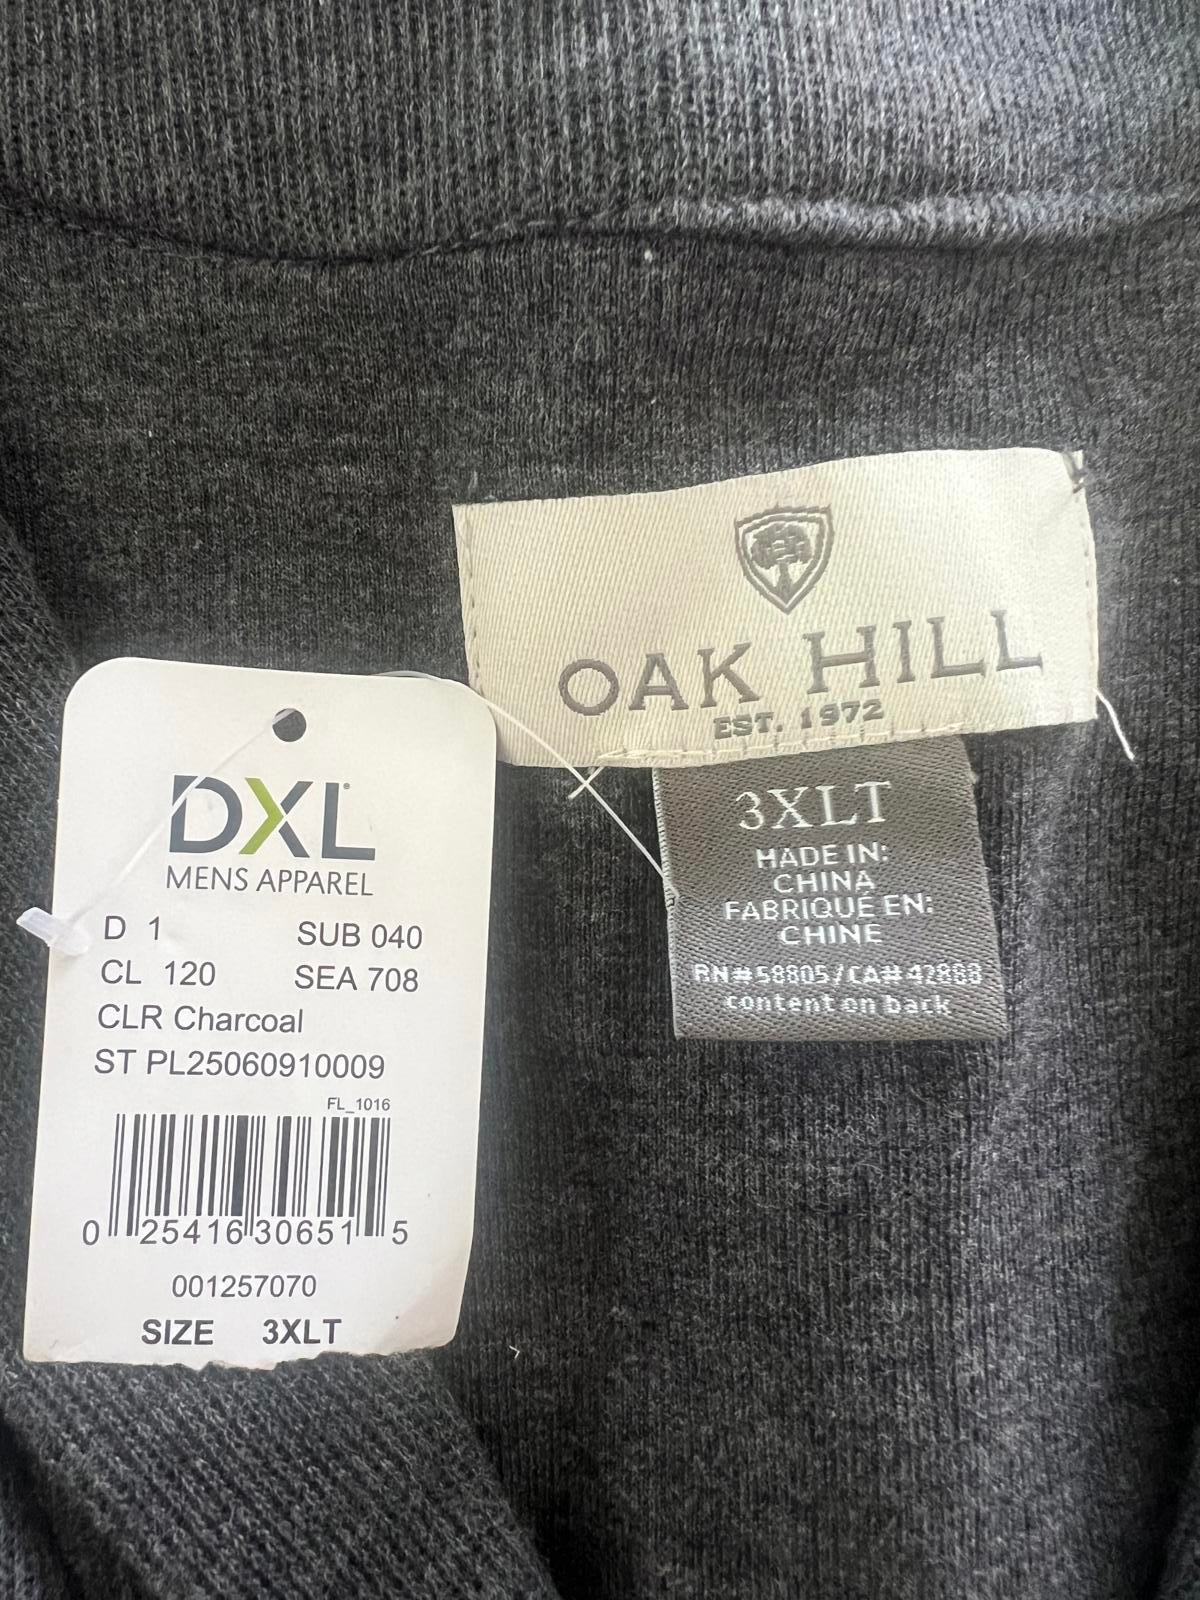 OAK HILL
EST. 1972
3XLT
MADE IN:
CHINA
FABRIQUÉ EN:
CHINE
RN#58805/CA#42888
content on back
DXL
MENS APPAREL
D 1 SUB 040
CL 120 SEA 708
CLR Charcoal
ST PL25060910009
FL_1016
0 25416 30651 5
001257070
SIZE 3XLT